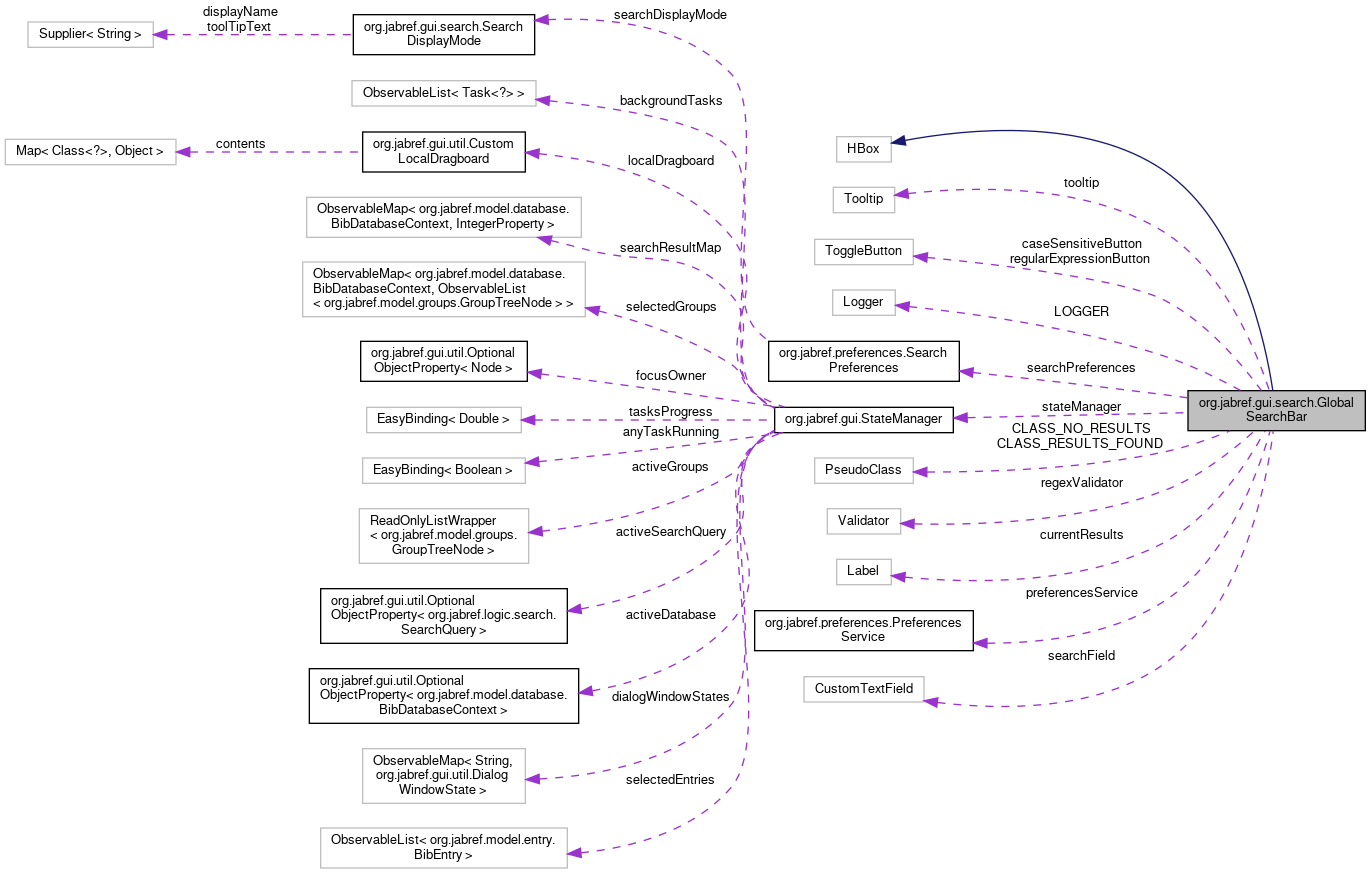 displayName
toolTipText
Supplier< String >
org.jabref.gui.search.Search
DisplayMode
searchDisplayMode
ObservableList< Task<?> >
backgroundTasks
Map< Class<?>, Object >
contents
org.jabref.gui.util.Custom
LocalDragboard
localDragboard
ObservableMap< org.jabref.model.database.
BibDatabaseContext, IntegerProperty >
searchResultMap
ObservableMap< org.jabref.model.database.
BibDatabaseContext, ObservableList
< org.jabref.model.groups.GroupTreeNode > >
selectedGroups
org.jabref.gui.util.Optional
ObjectProperty< Node >
focusOwner
EasyBinding< Double >
tasksProgress
EasyBinding< Boolean >
anyTaskRunning
ReadOnlyListWrapper
< org.jabref.model.groups.
GroupTreeNode >
activeGroups
org.jabref.gui.util.Optional
ObjectProperty< org.jabref.logic.search.
SearchQuery >
activeSearchQuery
org.jabref.gui.util.Optional
ObjectProperty< org.jabref.model.database.
BibDatabaseContext >
activeDatabase
ObservableMap< String,
org.jabref.gui.util.Dialog
WindowState >
dialogWindowStates
ObservableList< org.jabref.model.entry.
BibEntry >
selectedEntries
HBox
Tooltip
tooltip
ToggleButton
caseSensitiveButton
regularExpressionButton
Logger
LOGGER
org.jabref.preferences.Search
Preferences
searchPreferences
org.jabref.gui.StateManager
stateManager
org.jabref.gui.search.Global
SearchBar
PseudoClass
CLASS_NO_RESULTS
CLASS_RESULTS_FOUND
Validator
regexValidator
Label
currentResults
org.jabref.preferences.Preferences
Service
preferencesService
CustomTextField
searchField